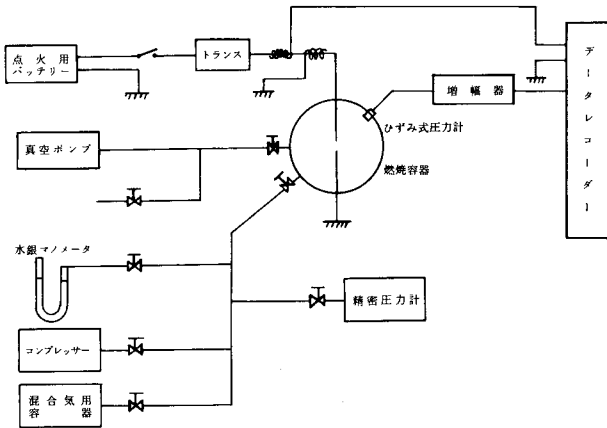 点火用
バッテリー
トランス
増幅器
データレコーダー
ひずみ式圧力計
燃焼容器
真空ポンプ
水銀マノメータ
精密圧力計
コンプレッサー
混合気用
容器